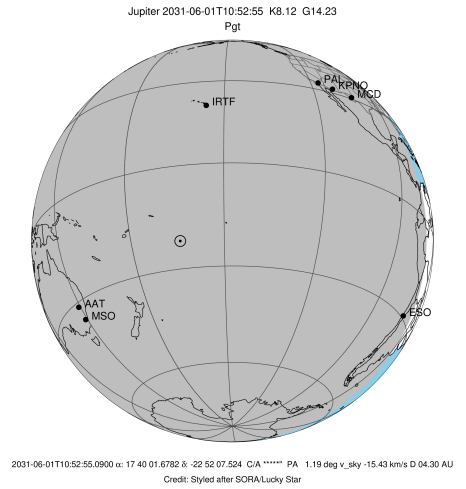 Jupiter 2031-06-01T10:52:55 K8.12 G14.23
Pgt
PAL
KPNO
MCD
IRTF
AAT
MSO
ESO
2031-06-01T10:52:55.0900 α: 17 40 01.6782 δ: -22 52 07.524 C/A *****" PA 1.19 deg v_sky -15.43 km/s D 04.30 AU
Credit: Styled after SORA/Lucky Star